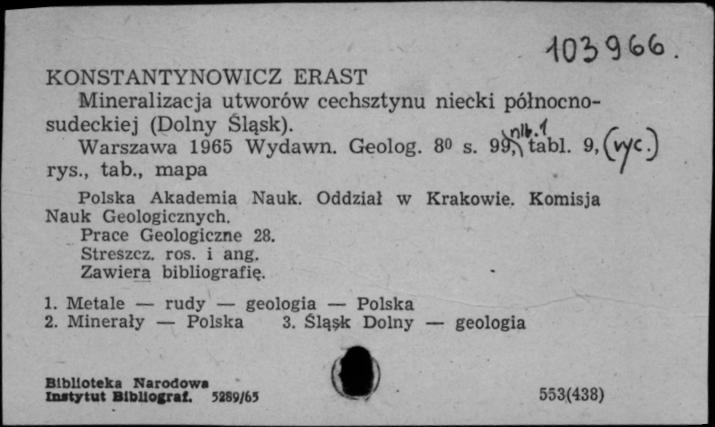 103966.
KONSTANTYNOWICZ ERAST
Mineralizacja utworów cechsztynu niecki północno-
sudeckiej (Dolny Śląsk).
Warszawa 1965 Wydawn. Geolog. 8⁰ s. 99, nlb. 1 tabl. 9, (ryc.)
rys., tab., mapa
Polska Akademia Nauk. Oddział w Krakowie. Komisja
Nauk Geologicznych.
Prace Geologiczne 28.
Streszcz. ros. i ang.
Zawiera bibliografię.
1. Metale — rudy — geologia — Polska
2. Minerały — Polska 3. Śląsk Dolny — geologia
Biblioteka Narodowa
Instytut Bibliograf. 5289/65
553(438)